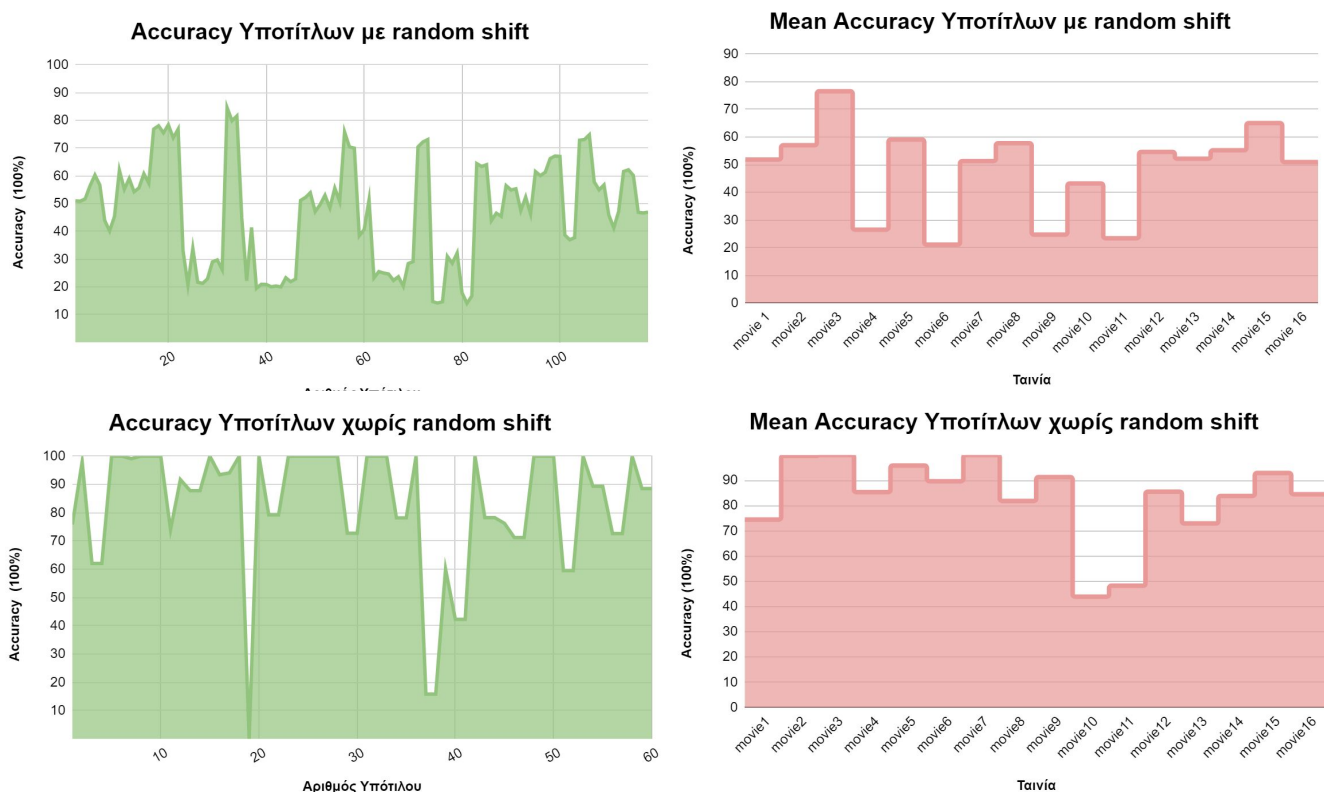 Accuracy Υποτίτλων με random shift
Accuracy (100%)
100
90
80
70
60
50
40
30
20
10
20
40
60
80
100
Αριθμός Υπότιλου
Mean Accuracy Υποτίτλων με random shift
Accuracy (100%)
90
80
70
60
50
40
30
20
10
0
movie 1
movie2
movie3
movie4
movie5
movie6
movie7
movie8
movie9
movie10
movie11
movie12
movie13
movie14
movie15
movie 16
Ταινία
Accuracy Υποτίτλων χωρίς random shift
Accuracy (100%)
100
90
80
70
60
50
40
30
20
10
10
20
30
40
50
60
Αριθμός Υπότιλου
Mean Accuracy Υποτίτλων χωρίς random shift
Accuracy (100%)
90
80
70
60
50
40
30
20
10
0
movie1
movie2
movie3
movie4
movie5
movie6
movie7
movie8
movie9
movie10
movie11
movie12
movie13
movie14
movie15
movie16
Ταινία